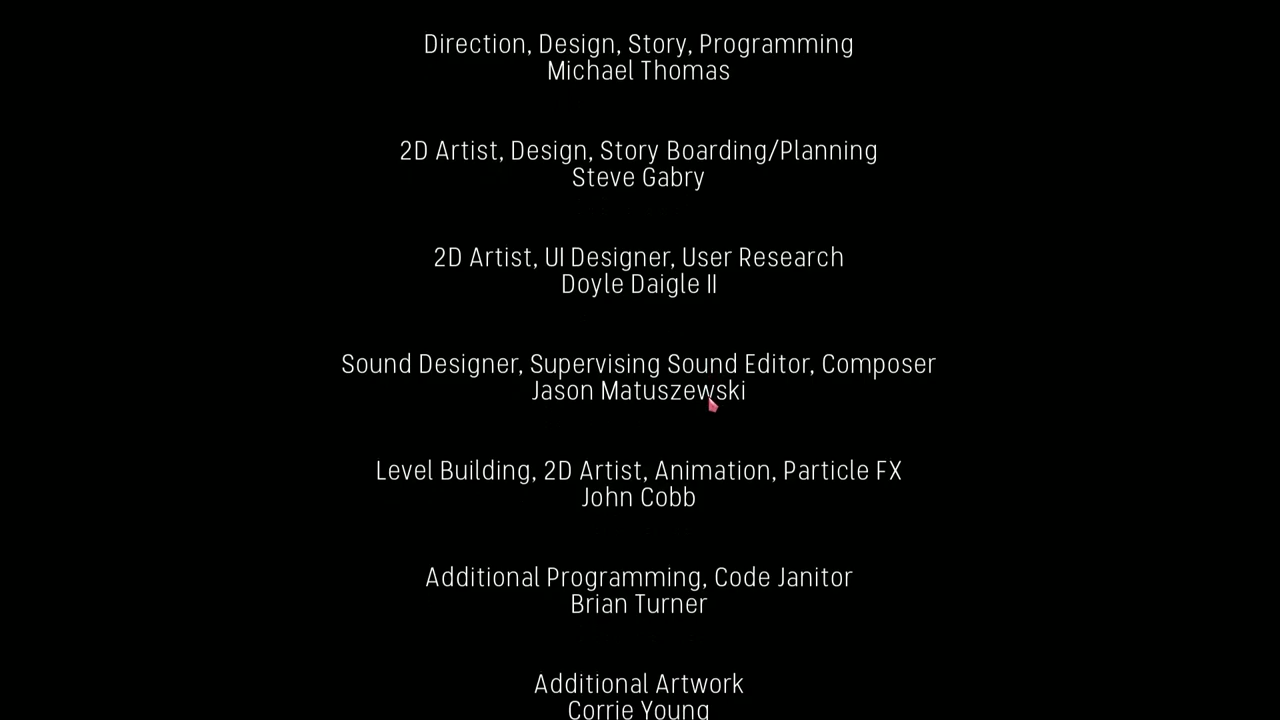 Direction, Design, Story, Programming
Michael Thomas
2D Artist, Design, Story Boarding/Planning
Steve Gabry
2D Artist, UI Designer, User Research
Doyle Daigle II
Sound Designer, Supervising Sound Editor, Composer
Jason Matuszewski
Level Building, 2D Artist, Animation, Particle FX
John Cobb
Additional Programming, Code Janitor
Brian Turner
Additional Artwork
Corrie Young